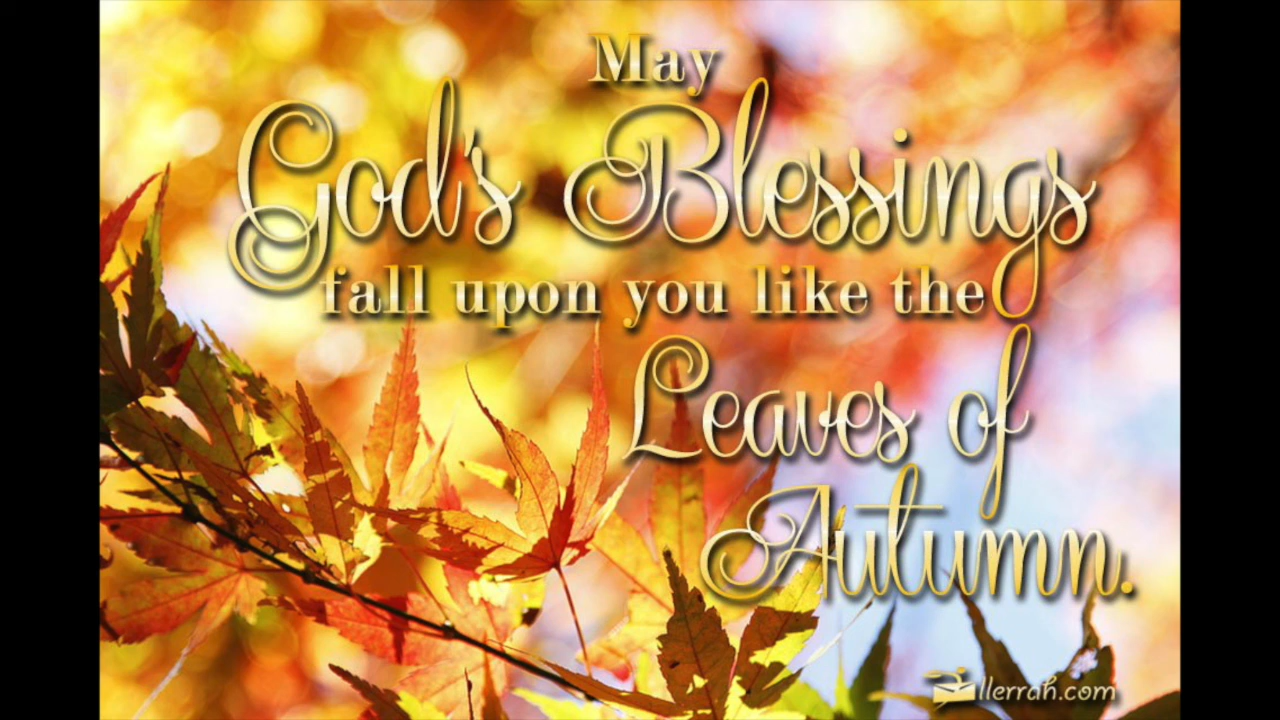 May
God's Blessings
fall upon you like the
Leaves of
Autumn.
llerrah.com